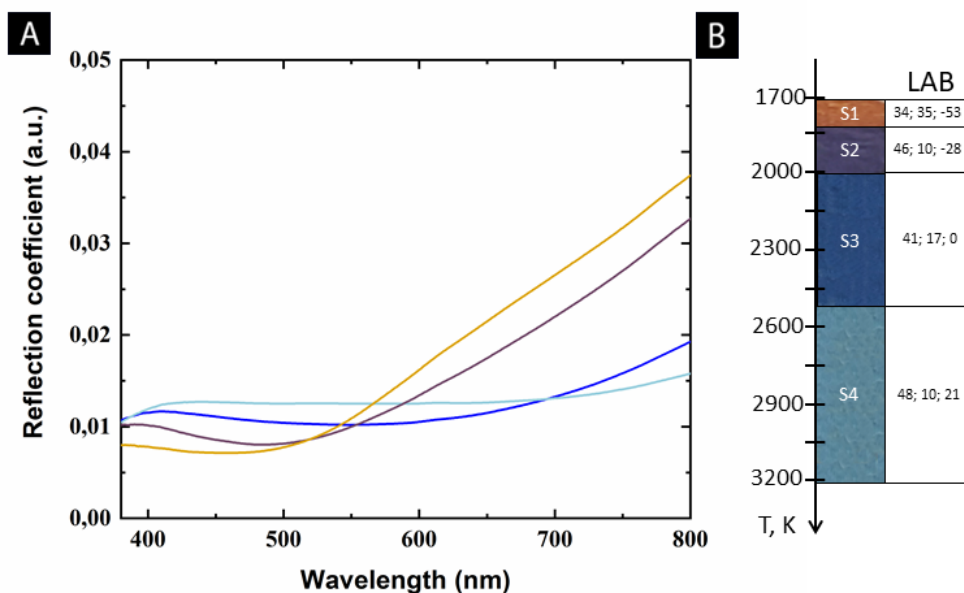 A
B
0,05
0,04
0,03
0,02
0,01
0,00
Reflection coefficient (a.u.)
400
500
600
700
800
Wavelength (nm)
LAB
1700
S1
34; 35; -53
S2
46; 10; -28
2000
S3
41; 17; 0
2300
2600
S4
48; 10; 21
2900
3200
T, K